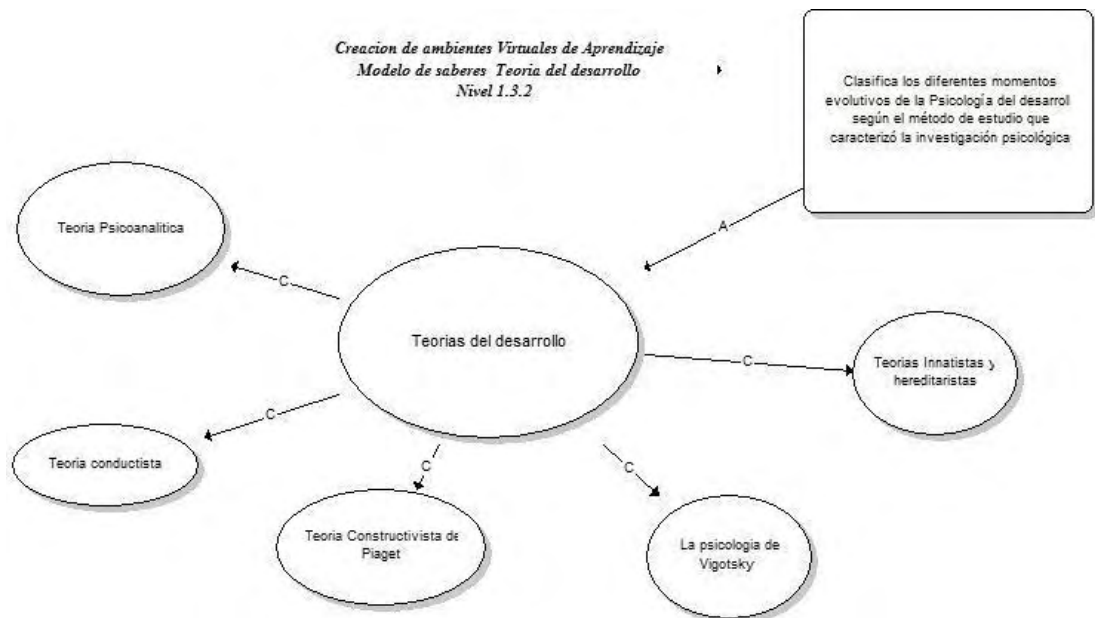 Creacion de ambientes Virtuales de Aprendizaje
Modelo de saberes Teoria del desarrollo
Nivel 1.3.2
Clasifica los diferentes momentos
evolutivos de la Psicología del desarrol
según el método de estudio que
caracterizó la investigación psicológica
A
Teoria Psicoanalitica
C
Teorias del desarrollo
C
Teorias Innatistas y
hereditaristas
C
Teoria conductista
C
Teoria Constructivista de
Piaget
C
La psicologia de
Vigotsky